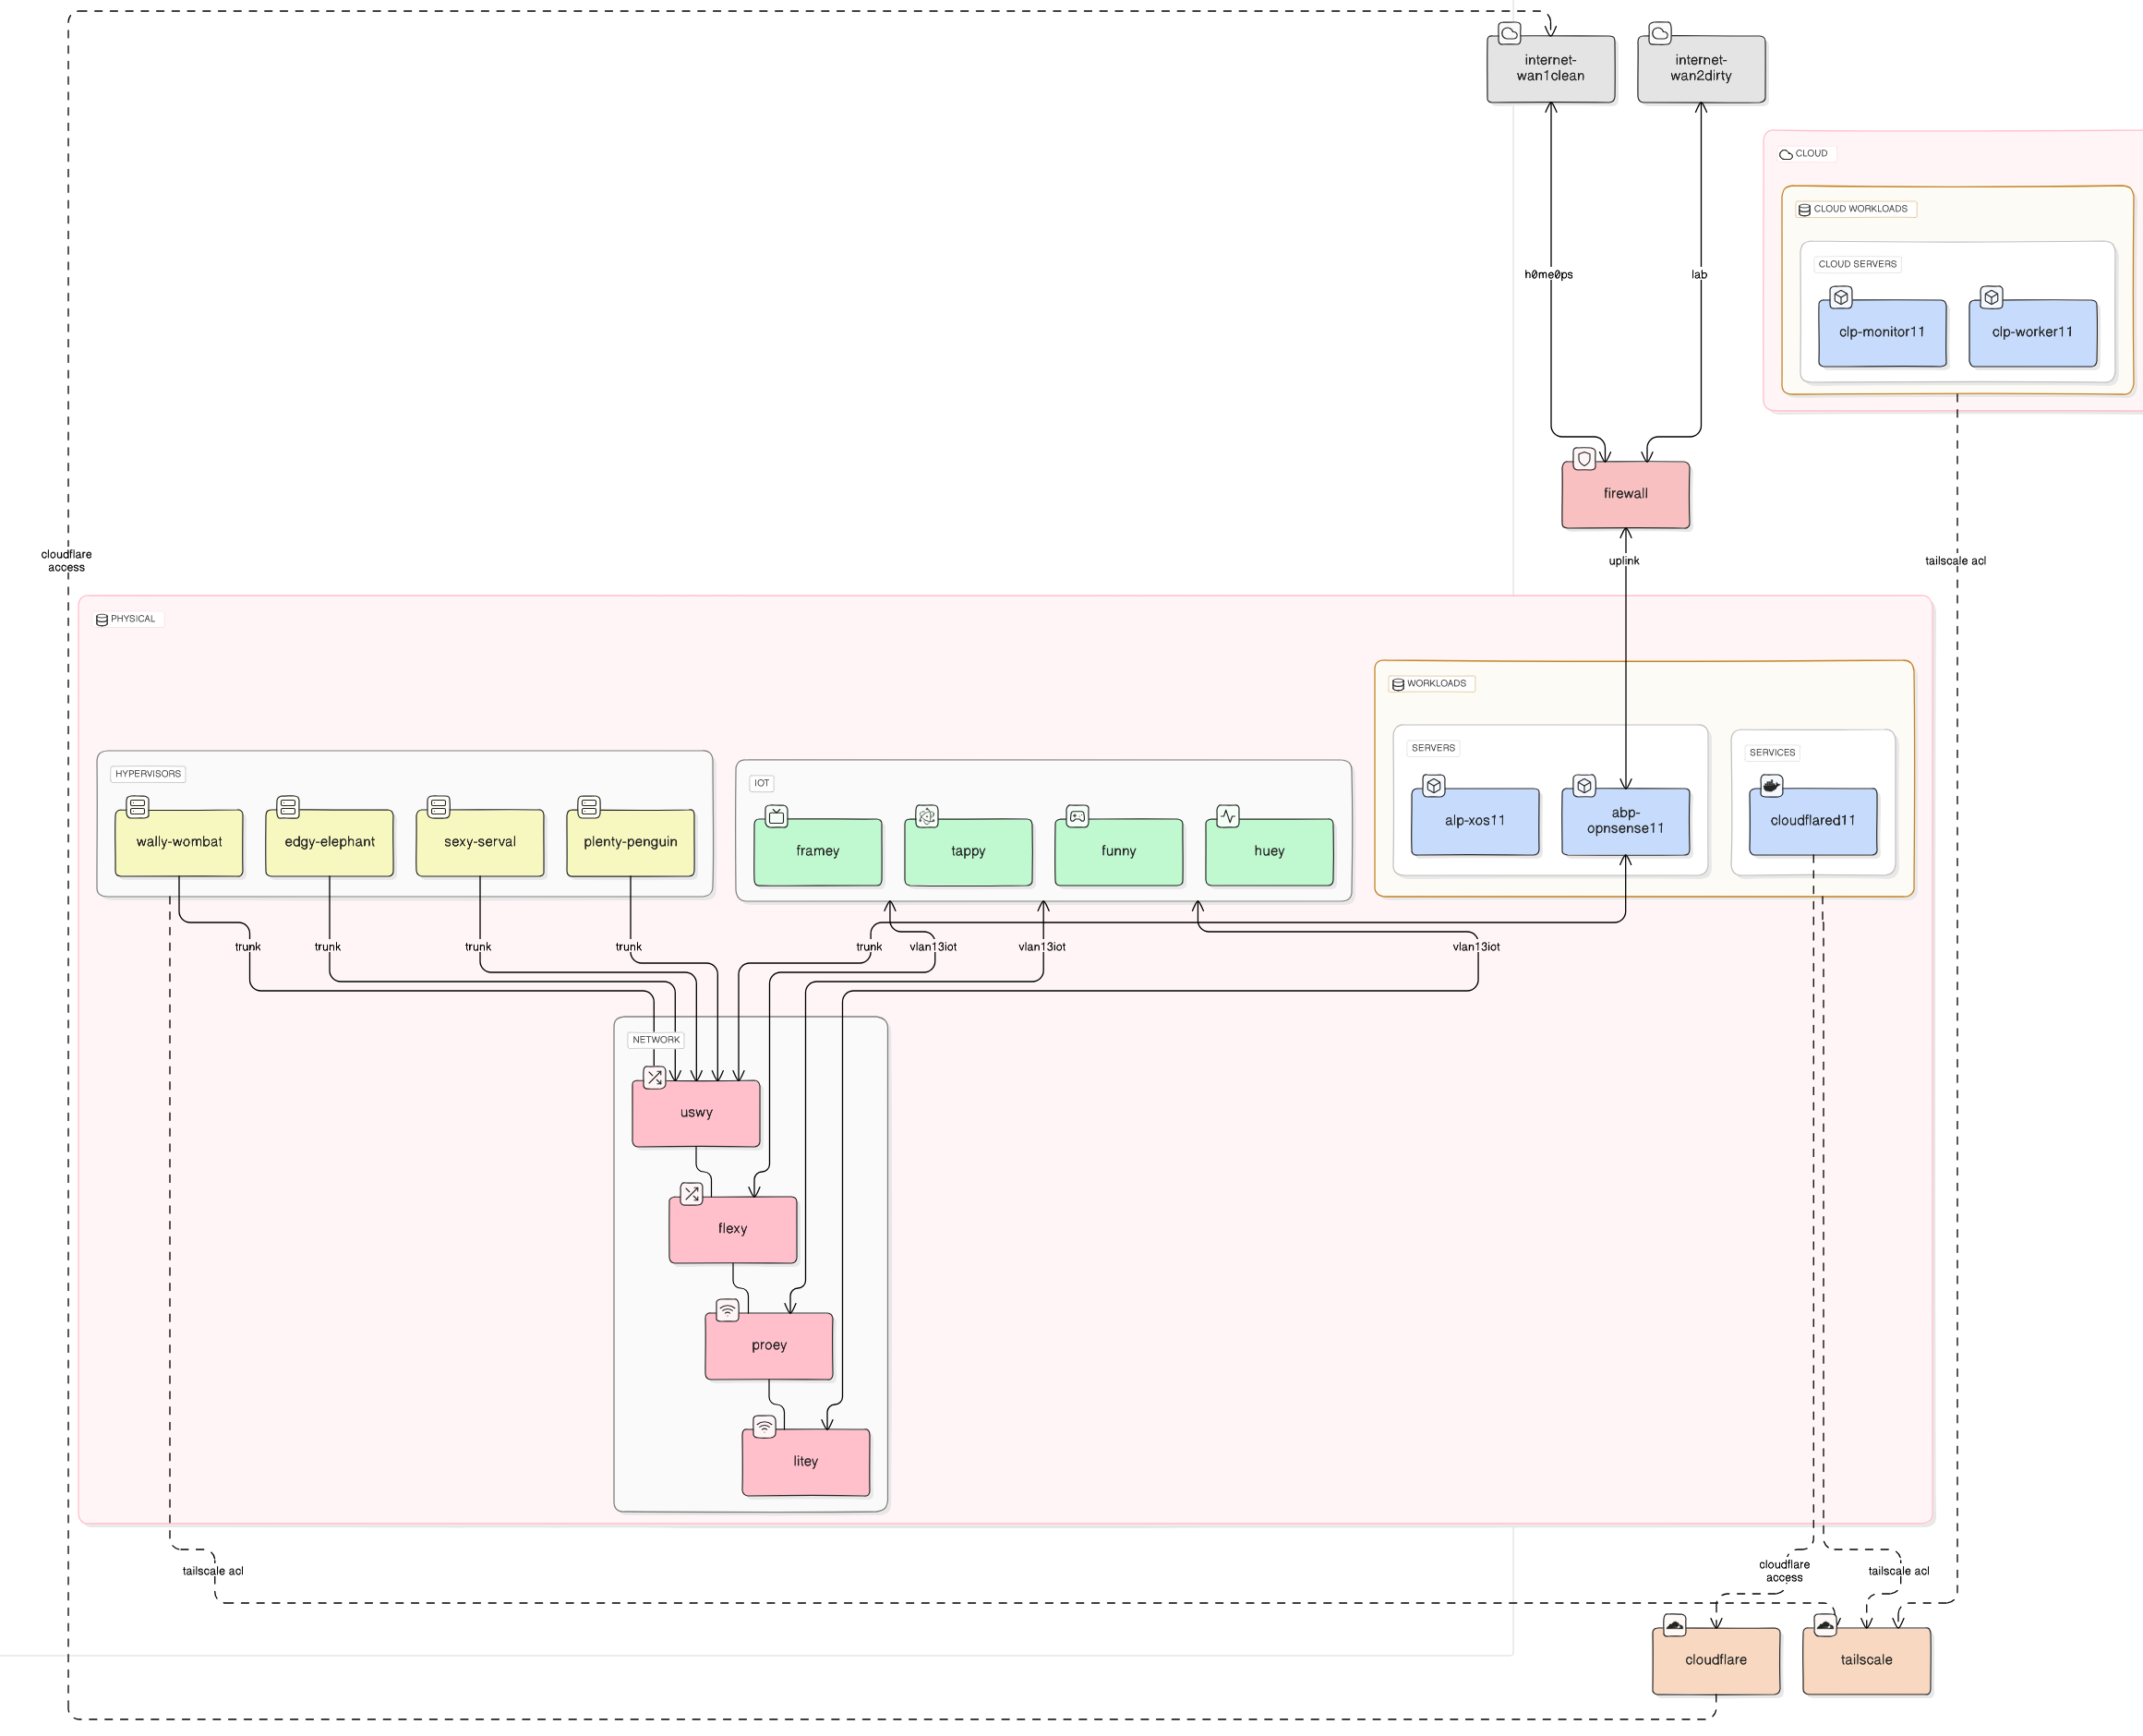 internet-
wan1clean
internet-
wan2dirty
CLOUD
CLOUD WORKLOADS
CLOUD SERVERS
h0me0ps
lab
clp-monitor11
clp-worker11
firewall
cloudflare
access
uplink
tailscale acl
PHYSICAL
WORKLOADS
HYPERVISORS
IOT
SERVERS
SERVICES
wally-wombat
edgy-elephant
sexy-serval
plenty-penguin
framey
tappy
funny
huey
alp-xos11
abp-
opnsense11
cloudflared11
trunk
trunk
trunk
trunk
trunk
vlan13iot
vlan13iot
vlan13iot
NETWORK
uswy
flexy
proey
litey
tailscale acl
cloudflare
access
tailscale acl
cloudflare
tailscale